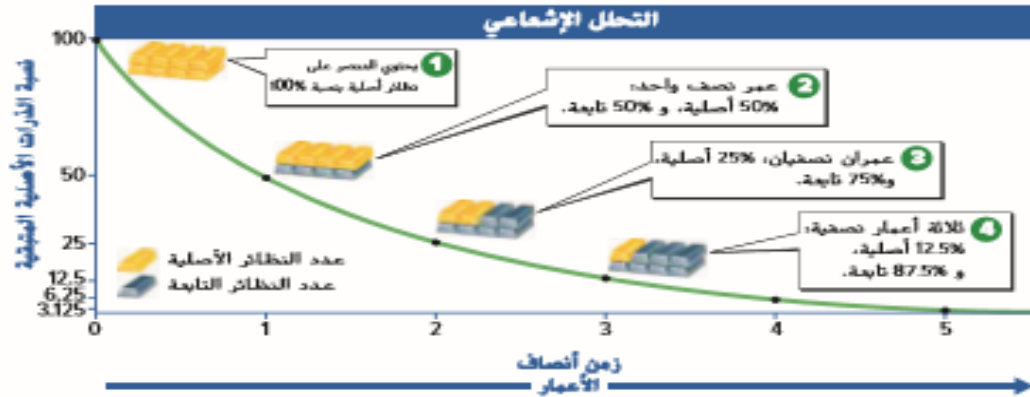 التحلل الإشعاعي
نسبة الذرات الأصلية المتبقية
100
50
25
12.5
6.25
3.125
1 يحتوي العنصر على
نظائر أصلية بنسبة 100%
2 عمر نصف واحد:
50% أصلية، و 50% تابعة.
3 عمران نصفيان: 25% أصلية،
و75% تابعة.
4 ثلاثة أعمار نصفية:
12.5% أصلية،
و 87.5% تابعة.
عدد النظائر الأصلية
عدد النظائر التابعة
0 1 2 3 4 5
زمن أنصاف
الأعمار